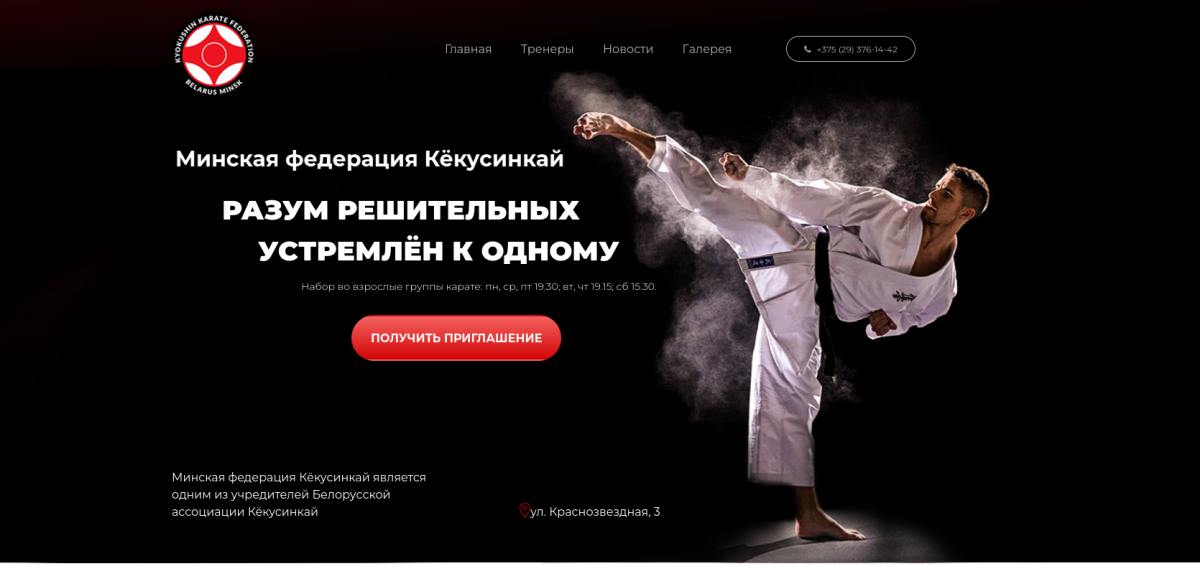 KYOKUSHIN KARATE FEDERATION
BELARUS MINSK
Главная Тренеры Новости Галерея +375 (29) 376-14-42
Минская федерация Кёкусинкай
РАЗУМ РЕШИТЕЛЬНЫХ
УСТРЕМЛЁН К ОДНОМУ
Набор во взрослые группы карате: пн, ср, пт 19.30; вт, чт 19.15; сб 15.30.
ПОЛУЧИТЬ ПРИГЛАШЕНИЕ
Минская федерация Кёкусинкай является
одним из учредителей Белорусской
ассоциации Кёкусинкай
ул. Краснозвездная, 3